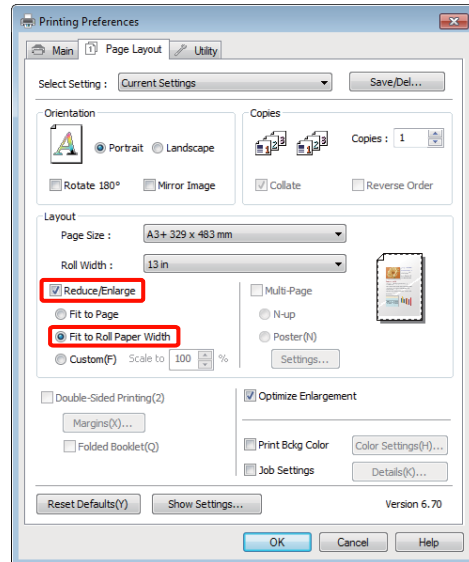 Printing Preferences
Main Page Layout Utility
Select Setting : Current Settings Save/Del...
Orientation
Portrait Landscape
Rotate 180° Mirror Image
Copies
Copies : 1
Collate Reverse Order
Layout
Page Size : A3+ 329 x 483 mm
Roll Width : 13 in
Reduce/Enlarge
Fit to Page
Fit to Roll Paper Width
Custom(F) Scale to 100 %
Multi-Page
N-up
Poster(N)
Settings...
Double-Sided Printing(2)
Margins(X)...
Folded Booklet(Q)
Optimize Enlargement
Print Bckg Color Color Settings(H)...
Job Settings Details(K)...
Reset Defaults(Y) Show Settings... Version 6.70
OK Cancel Help